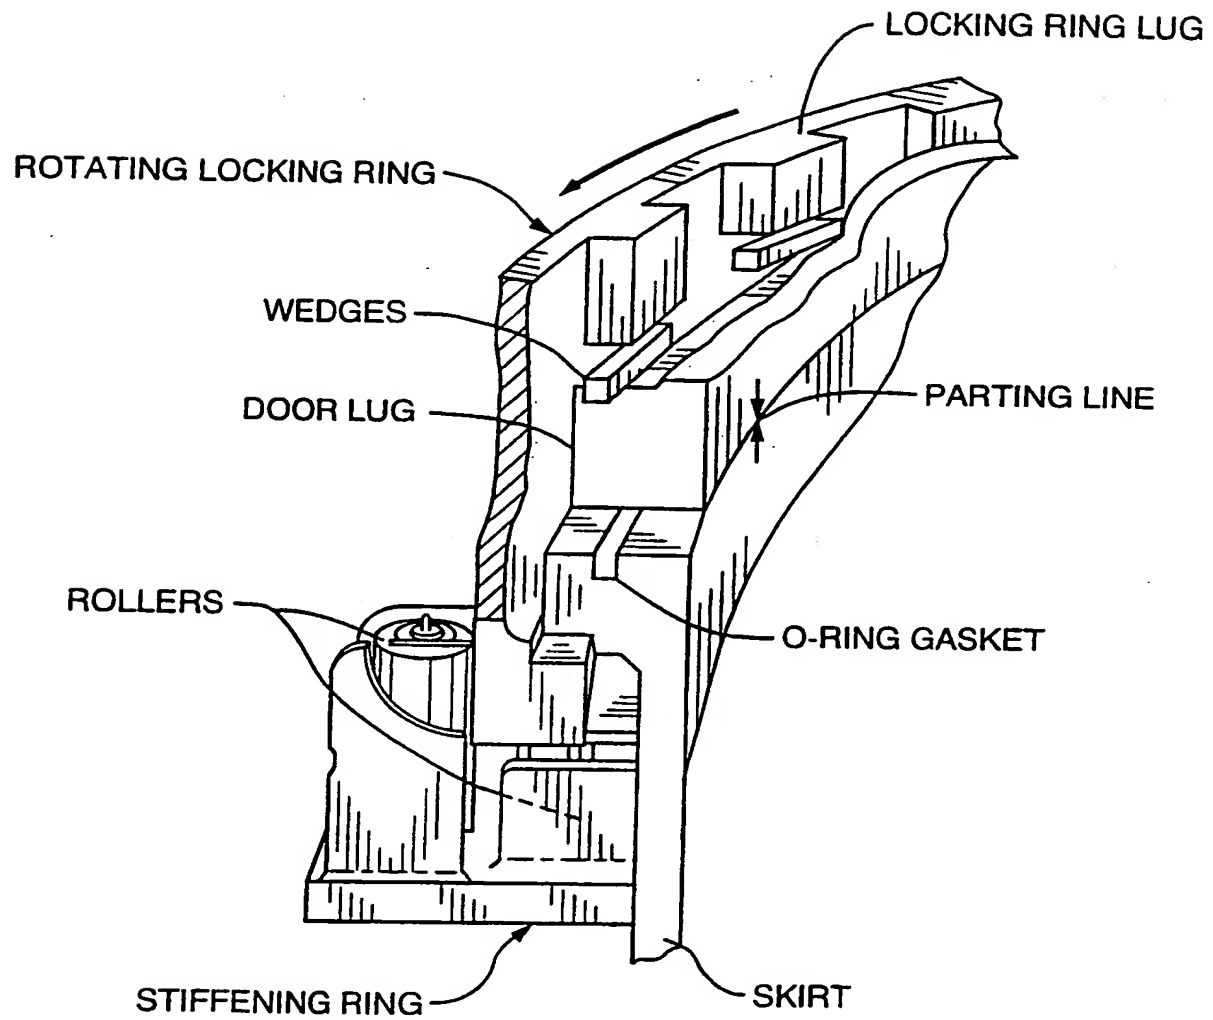 LOCKING RING LUG
ROTATING LOCKING RING
WEDGES
PARTING LINE
DOOR LUG
ROLLERS
O-RING GASKET
STIFFENING RING
SKIRT